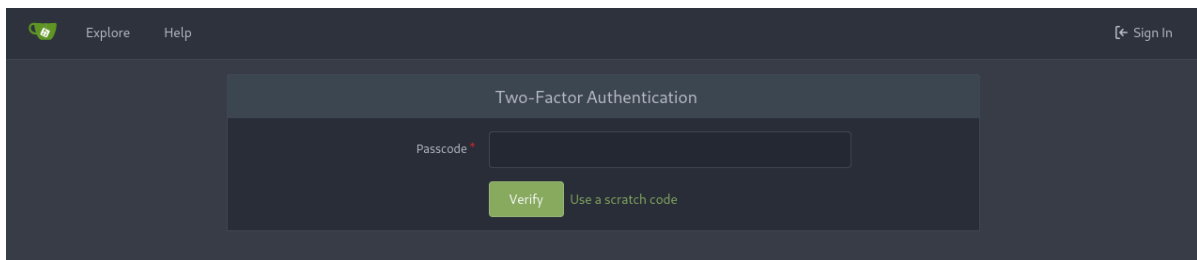 Explore Help Sign In
Two-Factor Authentication
Passcode *
Verify Use a scratch code